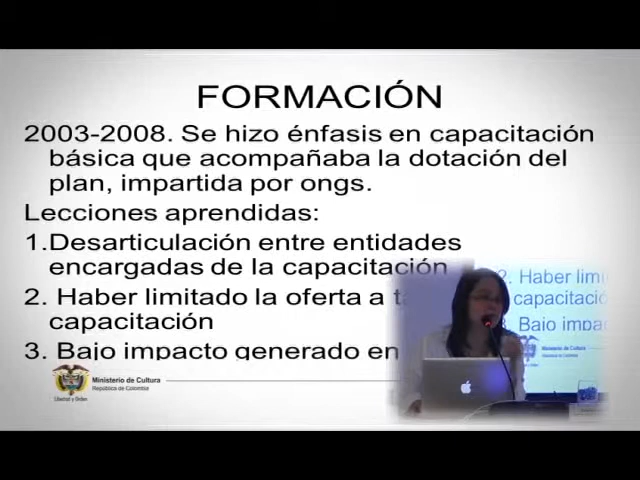 FORMACIÓN
2003-2008. Se hizo énfasis en capacitación
básica que acompañaba la dotación del
plan, impartida por ongs.
Lecciones aprendidas:
1.Desarticulación entre entidades
encargadas de la capacitación
2. Haber limitado la oferta a
capacitación
3. Bajo impacto generado en
2. Haber
capacitació
3. Bajo
Ministerio de Cultura
República de Colombia
Libertad y Orden